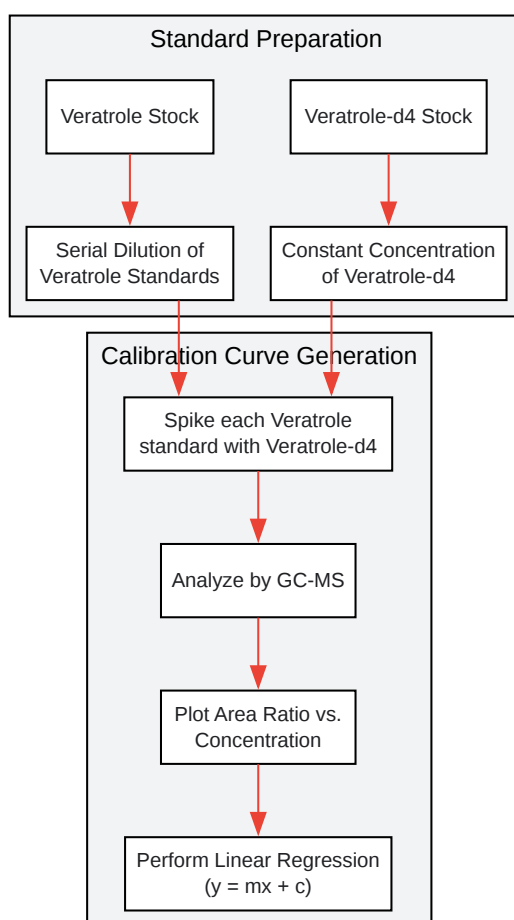 Standard Preparation
Veratrole Stock
Veratrole-d4 Stock
Serial Dilution of
Veratrole Standards
Constant Concentration
of Veratrole-d4
Calibration Curve Generation
Spike each Veratrole
standard with Veratrole-d4
Analyze by GC-MS
Plot Area Ratio vs.
Concentration
Perform Linear Regression
(y = mx + c)